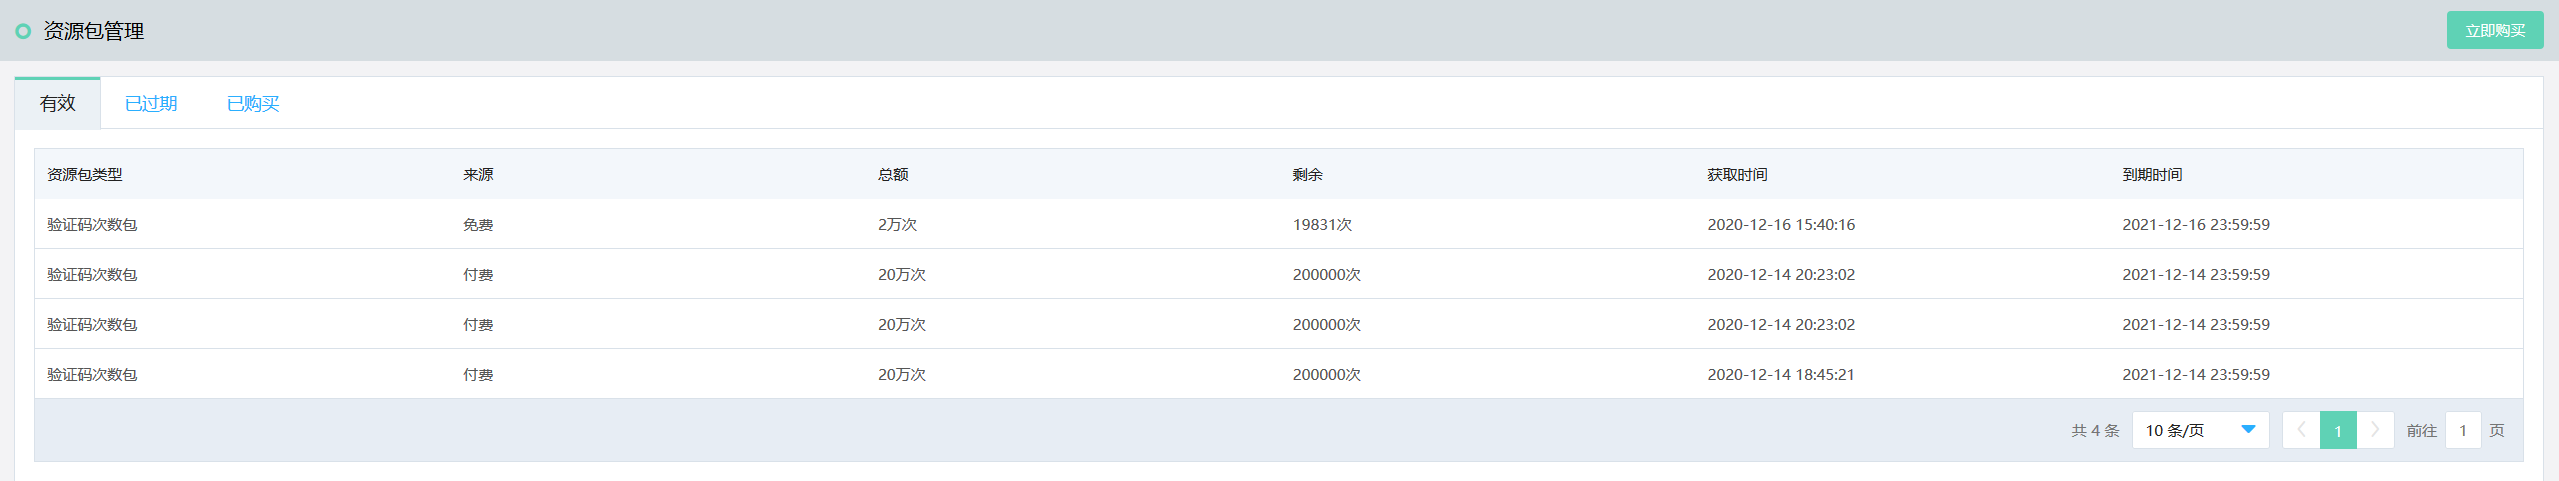 资源包管理 立即购买
有效 已过期 已购买
资源包类型 来源 总额 剩余 获取时间 到期时间
验证码次数包 免费 2万次 19831次 2020-12-16 15:40:16 2021-12-16 23:59:59
验证码次数包 付费 20万次 200000次 2020-12-14 20:23:02 2021-12-14 23:59:59
验证码次数包 付费 20万次 200000次 2020-12-14 20:23:02 2021-12-14 23:59:59
验证码次数包 付费 20万次 200000次 2020-12-14 18:45:21 2021-12-14 23:59:59
共 4 条 10 条/页 1 前往 1 页